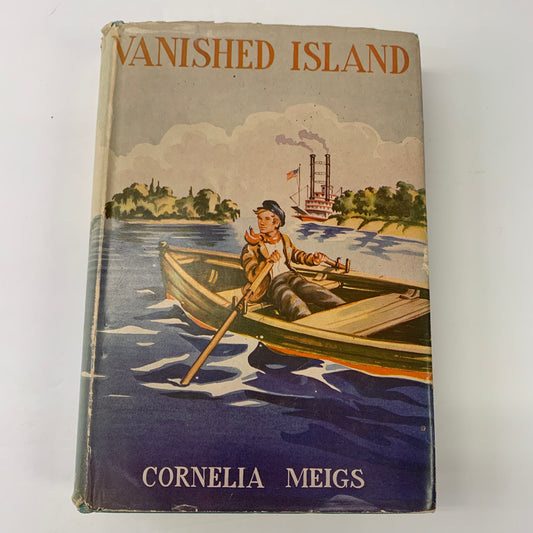 VANISHED ISLAND
CORNELIA MEIGS